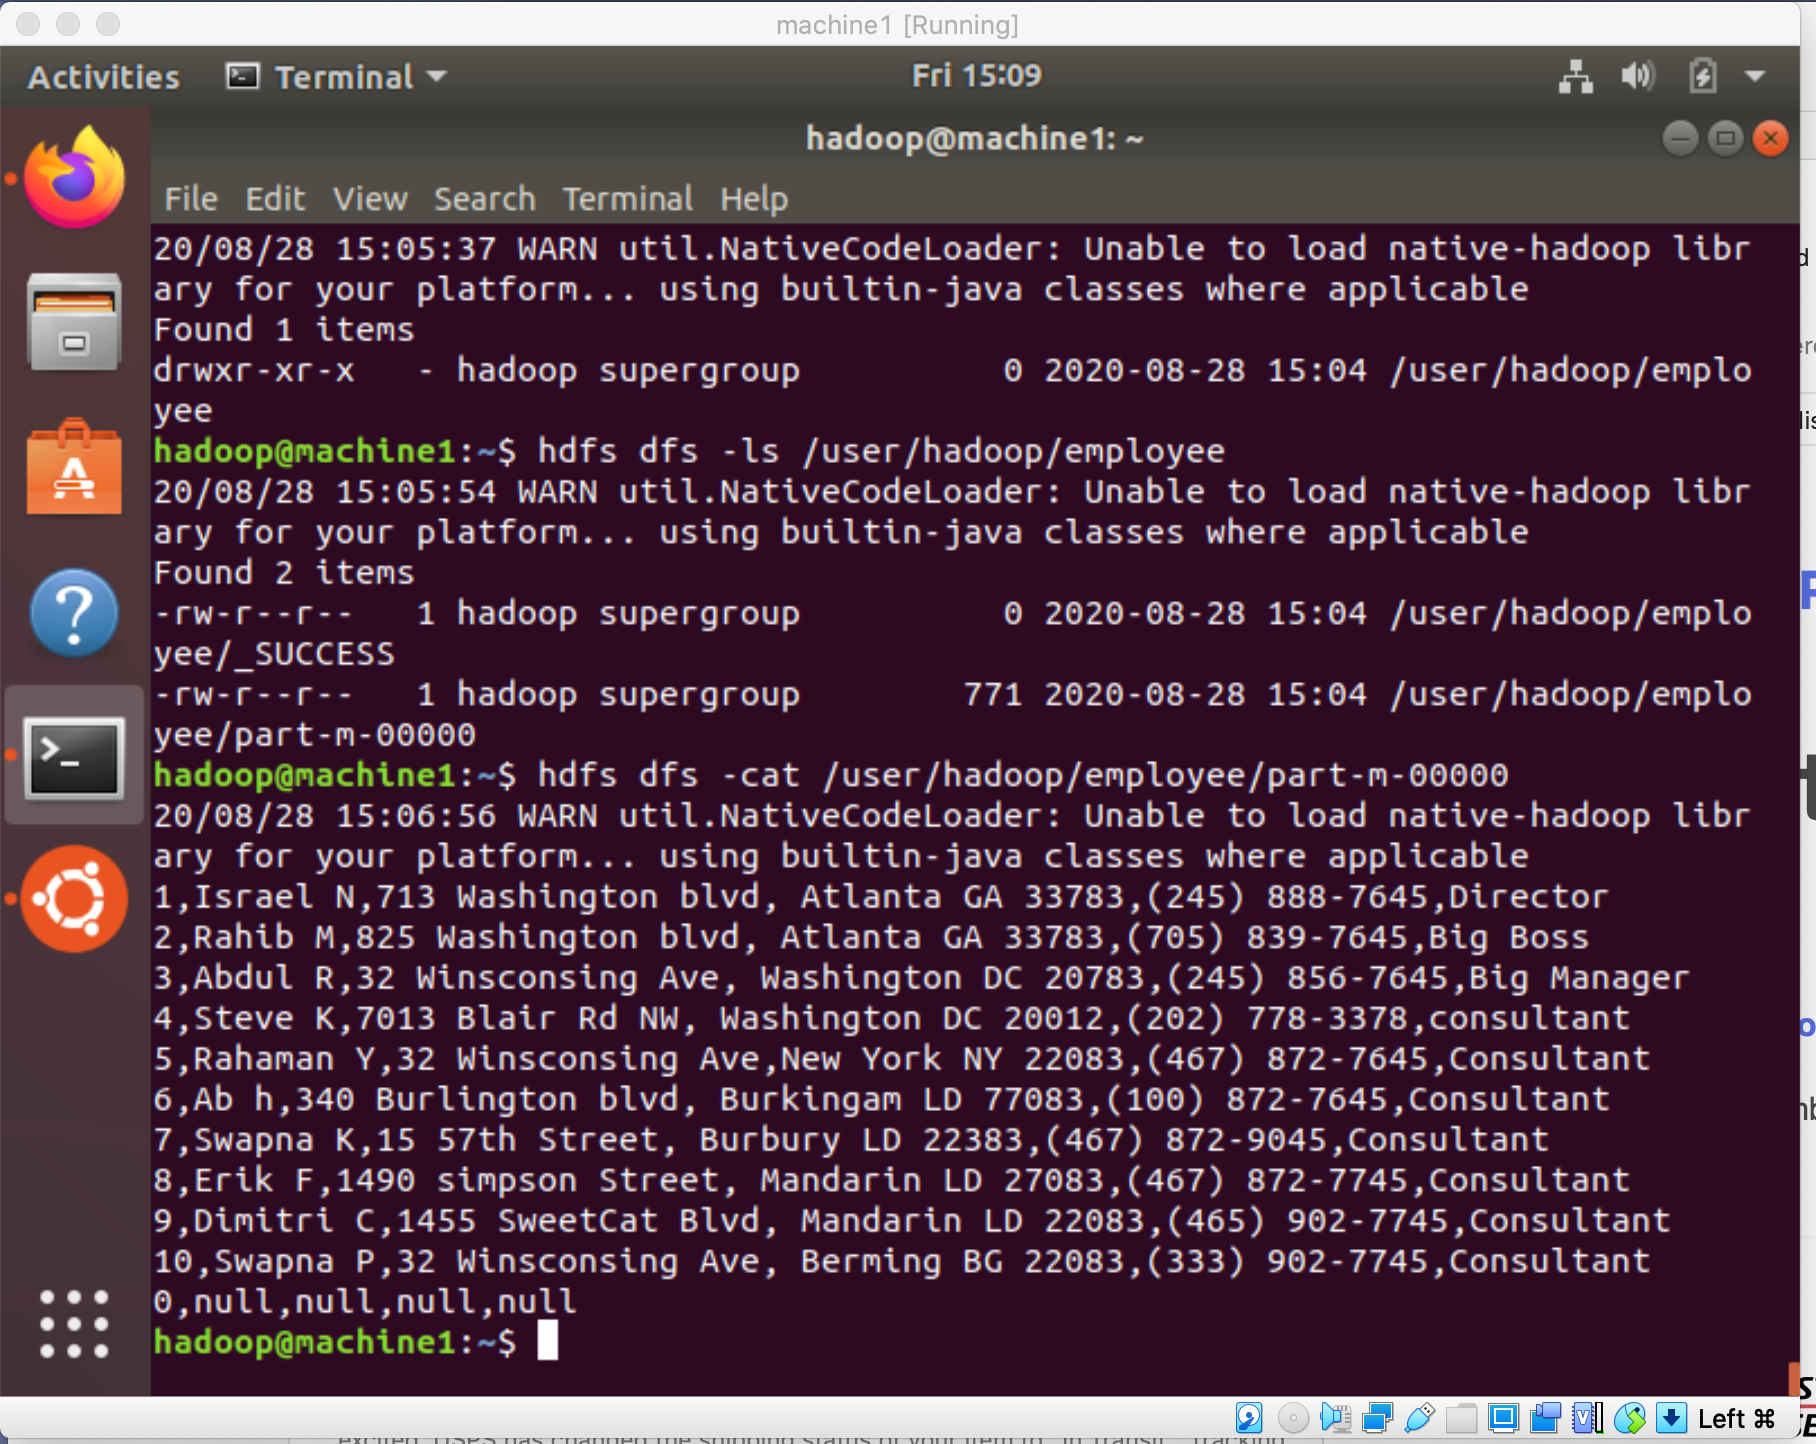 machine1 [Running]
Activities Terminal Fri 15:09
hadoop@machine1: ~
File Edit View Search Terminal Help
20/08/28 15:05:37 WARN util.NativeCodeLoader: Unable to load native-hadoop libr
ary for your platform... using builtin-java classes where applicable
Found 1 items
drwxr-xr-x   - hadoop supergroup          0 2020-08-28 15:04 /user/hadoop/emplo
yee
hadoop@machine1:~$ hdfs dfs -ls /user/hadoop/employee
20/08/28 15:05:54 WARN util.NativeCodeLoader: Unable to load native-hadoop libr
ary for your platform... using builtin-java classes where applicable
Found 2 items
-rw-r--r--   1 hadoop supergroup          0 2020-08-28 15:04 /user/hadoop/emplo
yee/_SUCCESS
-rw-r--r--   1 hadoop supergroup        771 2020-08-28 15:04 /user/hadoop/emplo
yee/part-m-00000
hadoop@machine1:~$ hdfs dfs -cat /user/hadoop/employee/part-m-00000
20/08/28 15:06:56 WARN util.NativeCodeLoader: Unable to load native-hadoop libr
ary for your platform... using builtin-java classes where applicable
1,Israel N,713 Washington blvd, Atlanta GA 33783,(245) 888-7645,Director
2,Rahib M,825 Washington blvd, Atlanta GA 33783,(705) 839-7645,Big Boss
3,Abdul R,32 Winsconsing Ave, Washington DC 20783,(245) 856-7645,Big Manager
4,Steve K,7013 Blair Rd NW, Washington DC 20012,(202) 778-3378,consultant
5,Rahaman Y,32 Winsconsing Ave,New York NY 22083,(467) 872-7645,Consultant
6,Ab h,340 Burlington blvd, Burkingam LD 77083,(100) 872-7645,Consultant
7,Swapna K,15 57th Street, Burbury LD 22383,(467) 872-9045,Consultant
8,Erik F,1490 simpson Street, Mandarin LD 27083,(467) 872-7745,Consultant
9,Dimitri C,1455 SweetCat Blvd, Mandarin LD 22083,(465) 902-7745,Consultant
10,Swapna P,32 Winsconsing Ave, Berming BG 22083,(333) 902-7745,Consultant
0,null,null,null,null
hadoop@machine1:~$
Left ⌘